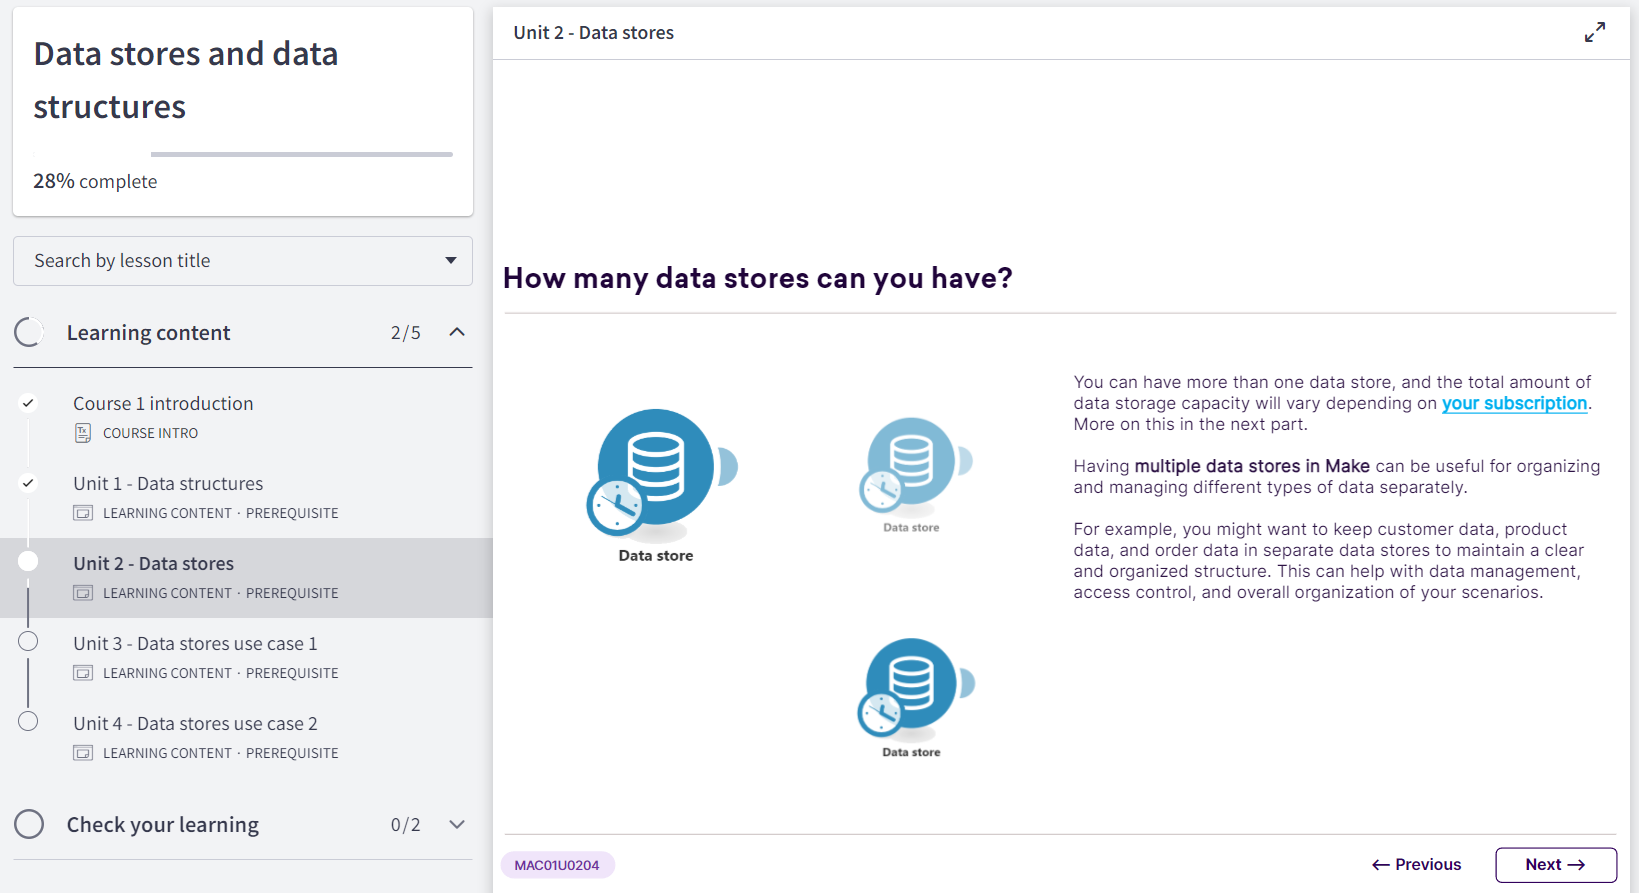 Data stores and data
structures
28% complete
Search by lesson title
Learning content 2/5
Course 1 introduction
Tx COURSE INTRO
Unit 1 - Data structures
LEARNING CONTENT · PREREQUISITE
Unit 2 - Data stores
LEARNING CONTENT · PREREQUISITE
Unit 3 - Data stores use case 1
LEARNING CONTENT · PREREQUISITE
Unit 4 - Data stores use case 2
LEARNING CONTENT · PREREQUISITE
Check your learning 0/2
Unit 2 - Data stores
How many data stores can you have?
Data store
Data store
Data store
You can have more than one data store, and the total amount of
data storage capacity will vary depending on your subscription.
More on this in the next part.
Having multiple data stores in Make can be useful for organizing
and managing different types of data separately.
For example, you might want to keep customer data, product
data, and order data in separate data stores to maintain a clear
and organized structure. This can help with data management,
access control, and overall organization of your scenarios.
MAC01U0204
← Previous
Next →